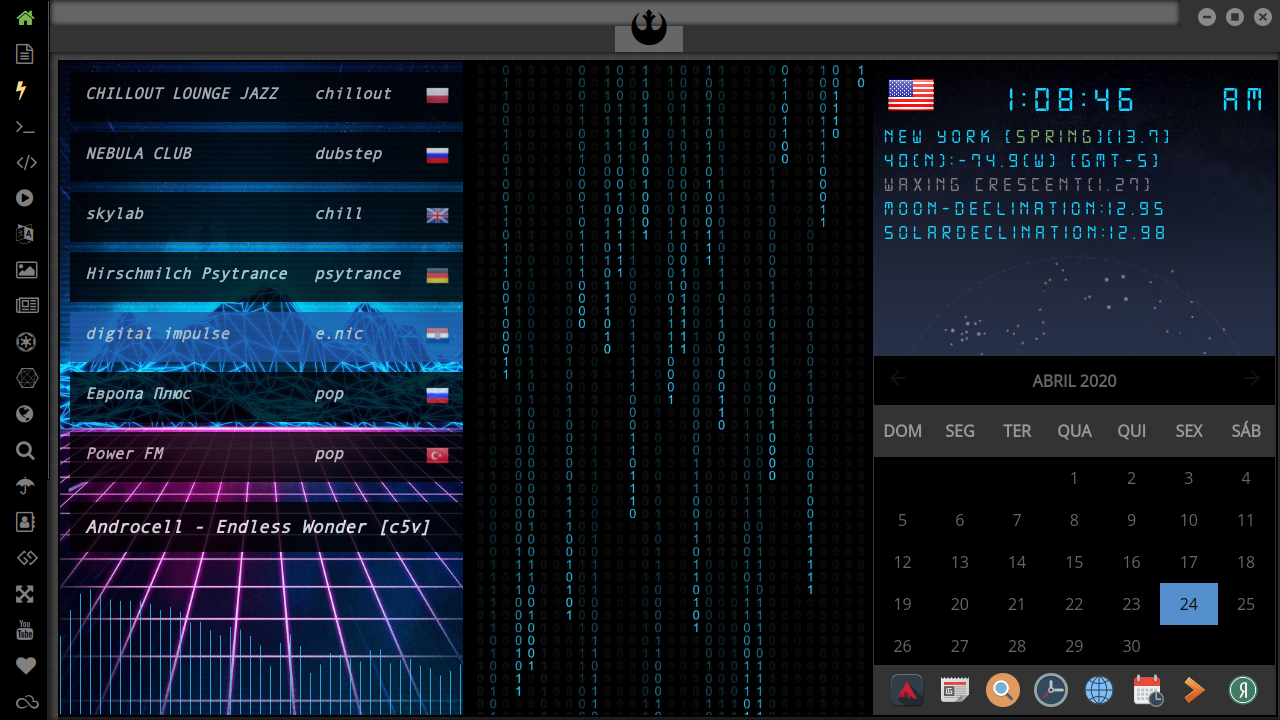 CHILLOUT LOUNGE JAZZ chillout
NEBULA CLUB dubstep
skylab chill
Hirschmilch Psytrance psytrance
digital impulse e.nic
Европа Плюс pop
Power FM pop
Androcell - Endless Wonder [c5v]
1:08:46 AM
NEW YORK [SPRING][13.7]
40(N):-74.9(W) [GMT-5]
WAXING CRESCENT[1.27]
MOON-DECLINATION:12.95
SOLARDECLINATION:12.98
ABRIL 2020
DOM SEG TER QUA QUI SEX SÁB
1 2 3 4
5 6 7 8 9 10 11
12 13 14 15 16 17 18
19 20 21 22 23 24 25
26 27 28 29 30
You
Tube
Я